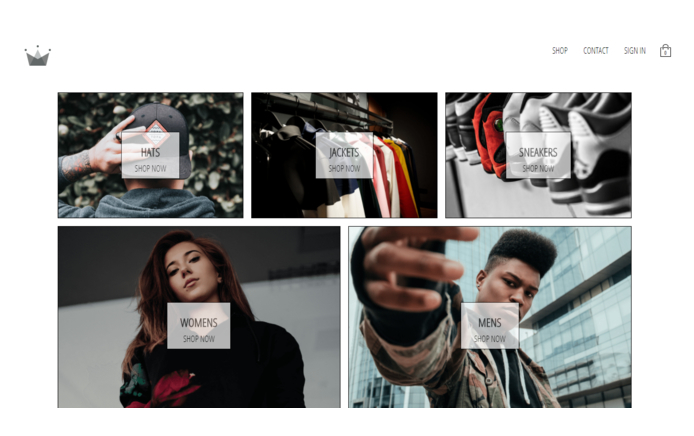 SHOP CONTACT SIGN IN
0
HATS
SHOP NOW
JACKETS
SHOP NOW
SNEAKERS
SHOP NOW
WOMENS
SHOP NOW
MENS
SHOP NOW